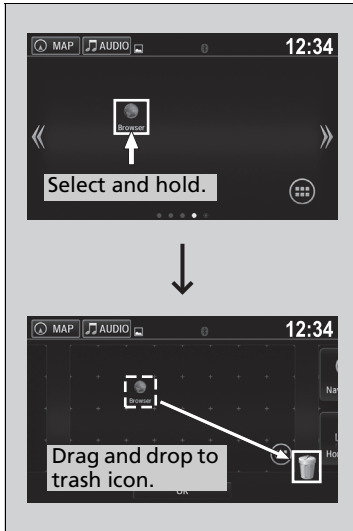 MAP AUDIO 12:34
Browser
Select and hold.
MAP AUDIO 12:34
Browser
Drag and drop to
trash icon.